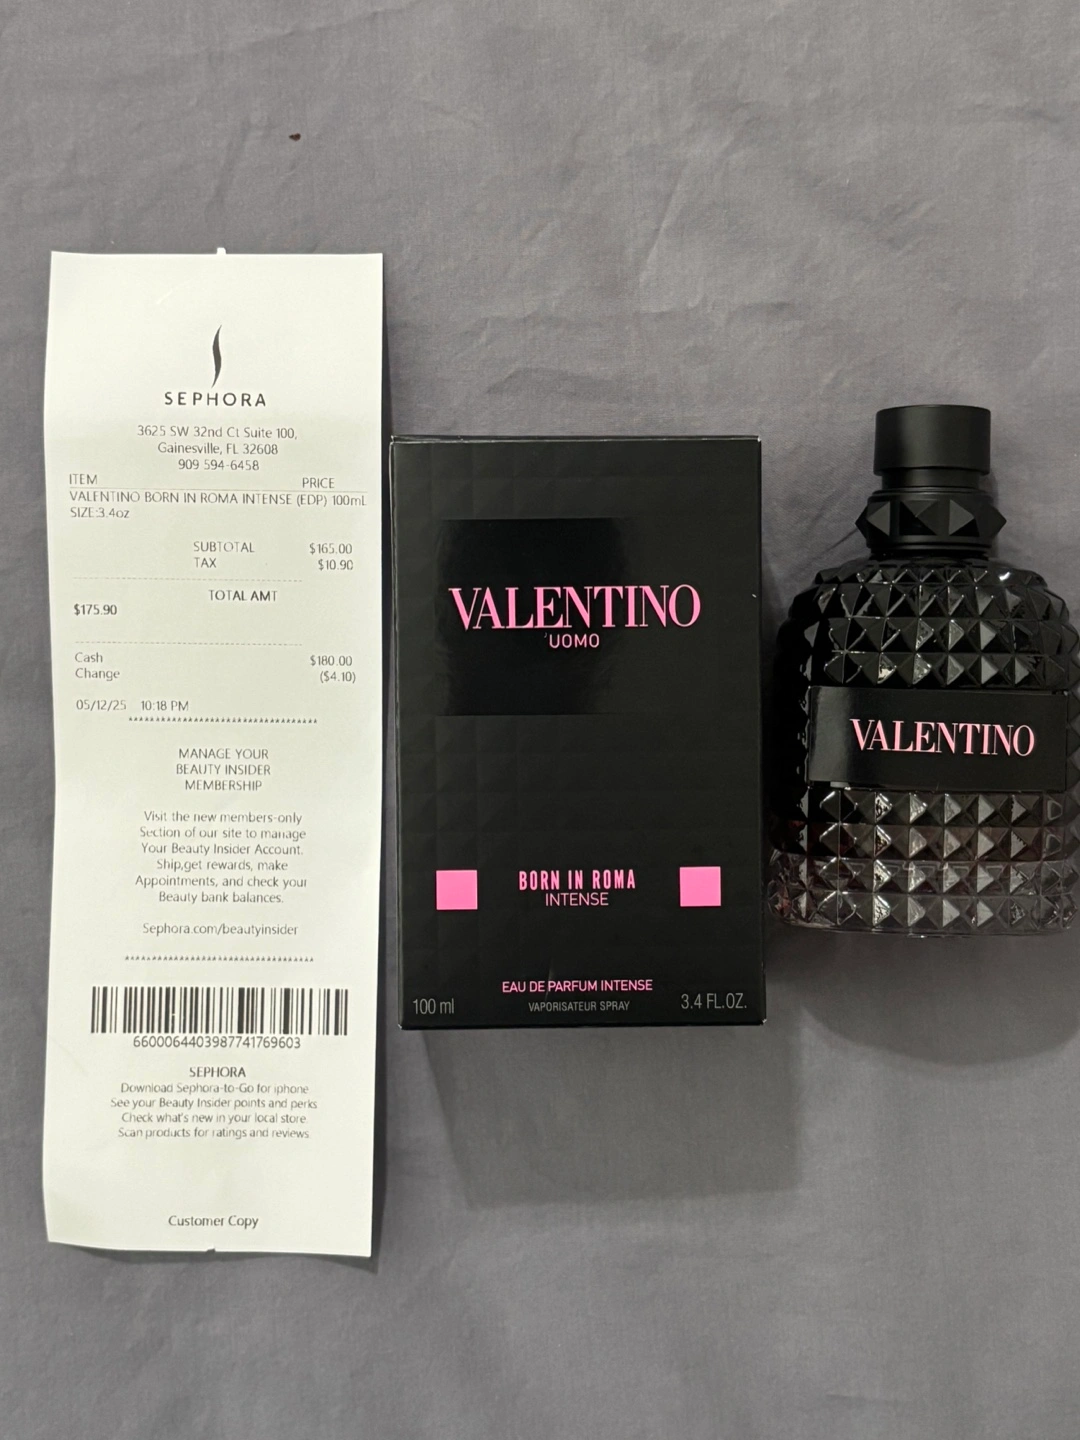 SEPHORA
3625 SW 32nd Ct Suite 100,
Gainesville, FL 32608
909 594-6458
ITEM PRICE
VALENTINO BORN IN ROMA INTENSE (EDP) 100mL
SIZE:3.4oz
SUBTOTAL $165.00
TAX $10.90
TOTAL AMT
$175.90
Cash $180.00
Change ($4.10)
05/12/25 10:18 PM
MANAGE YOUR
BEAUTY INSIDER
MEMBERSHIP
Visit the new members-only
Section of our site to manage
Your Beauty Insider Account.
Ship,get rewards, make
Appointments, and check your
Beauty bank balances.
Sephora.com/beautyinsider
6600064403987741769603
SEPHORA
Download Sephora-to-Go for iphone
See your Beauty Insider points and perks
Check what's new in your local store.
Scan products for ratings and reviews
Customer Copy
VALENTINO
UOMO
BORN IN ROMA
INTENSE
EAU DE PARFUM INTENSE
100 ml VAPORISATEUR SPRAY 3.4 FL.OZ.
VALENTINO